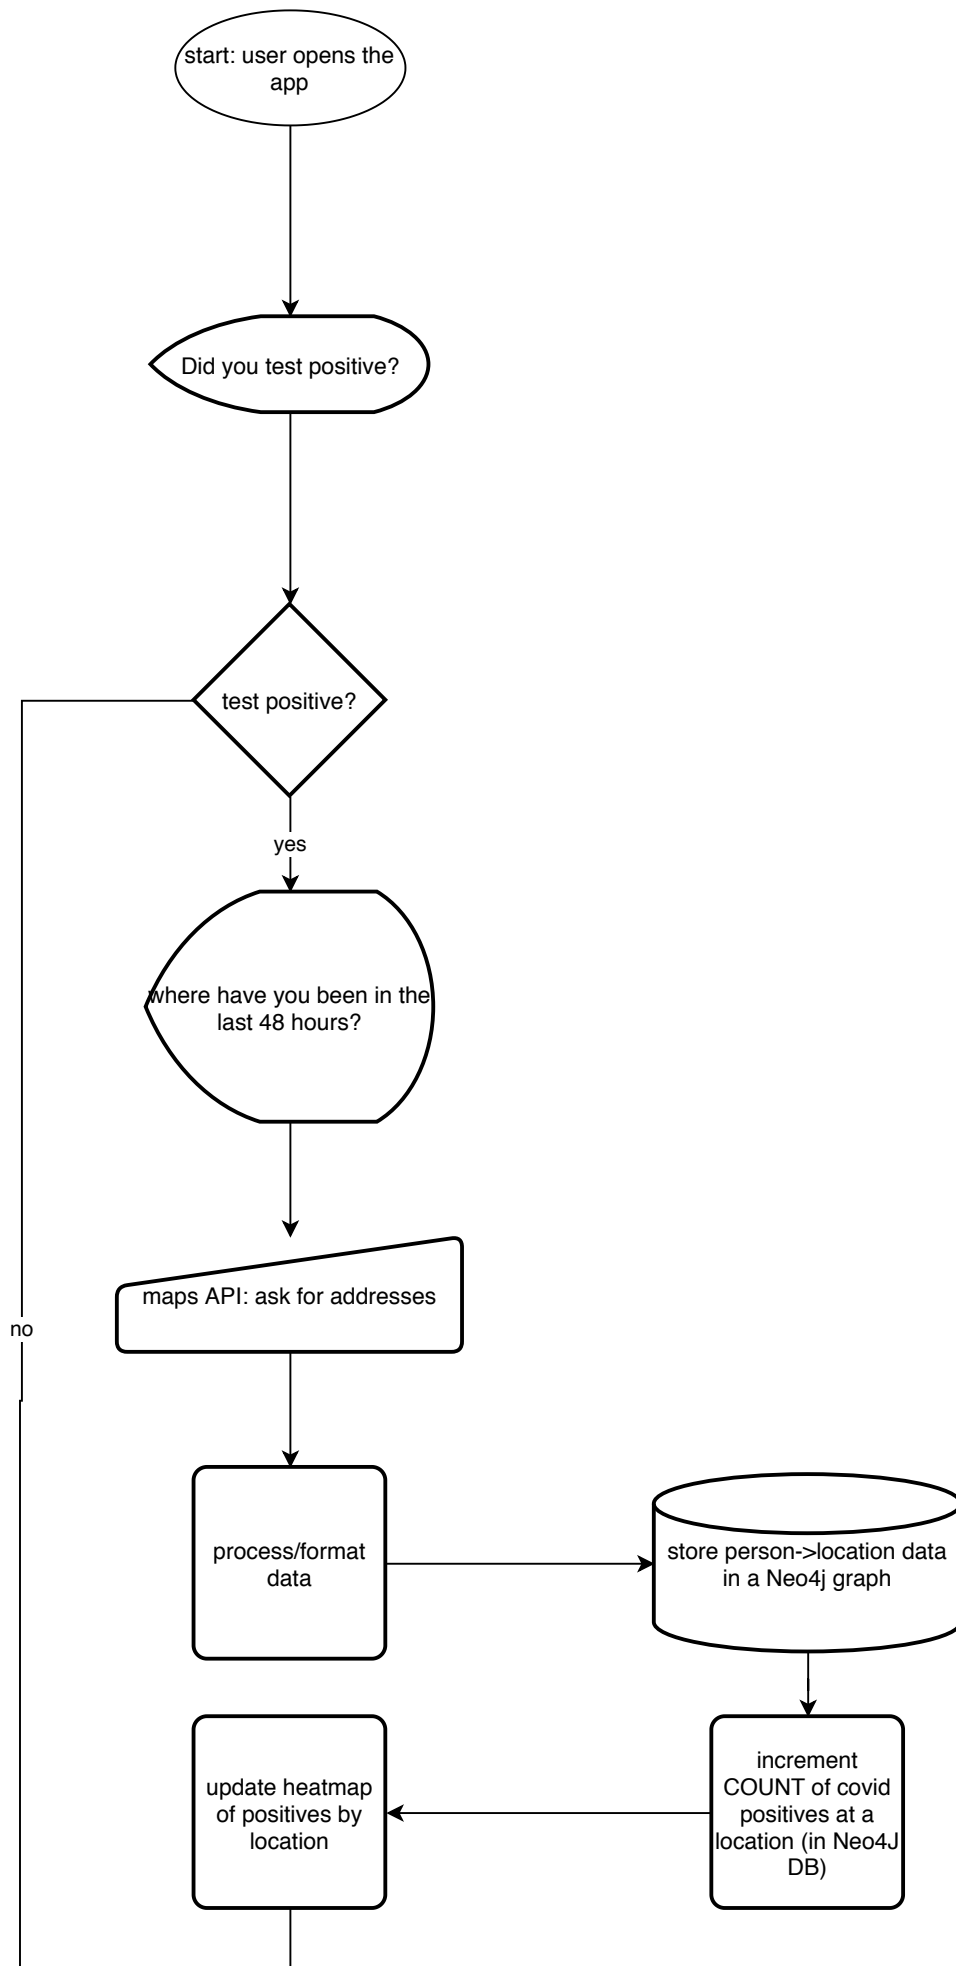 start: user opens the
app
Did you test positive?
test positive?
yes
where have you been in the
last 48 hours?
maps API: ask for addresses
no
process/format
data
store person->location data
in a Neo4j graph
update heatmap
of positives by
location
increment
COUNT of covid
positives at a
location (in Neo4J
DB)